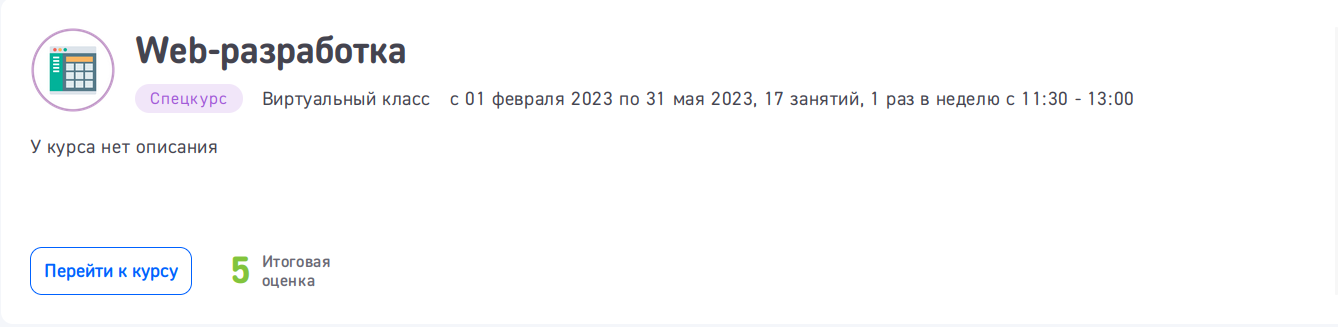 Web-разработка
Спецкурс Виртуальный класс с 01 февраля 2023 по 31 мая 2023, 17 занятий, 1 раз в неделю с 11:30 - 13:00
У курса нет описания
Перейти к курсу
5
Итоговая
оценка